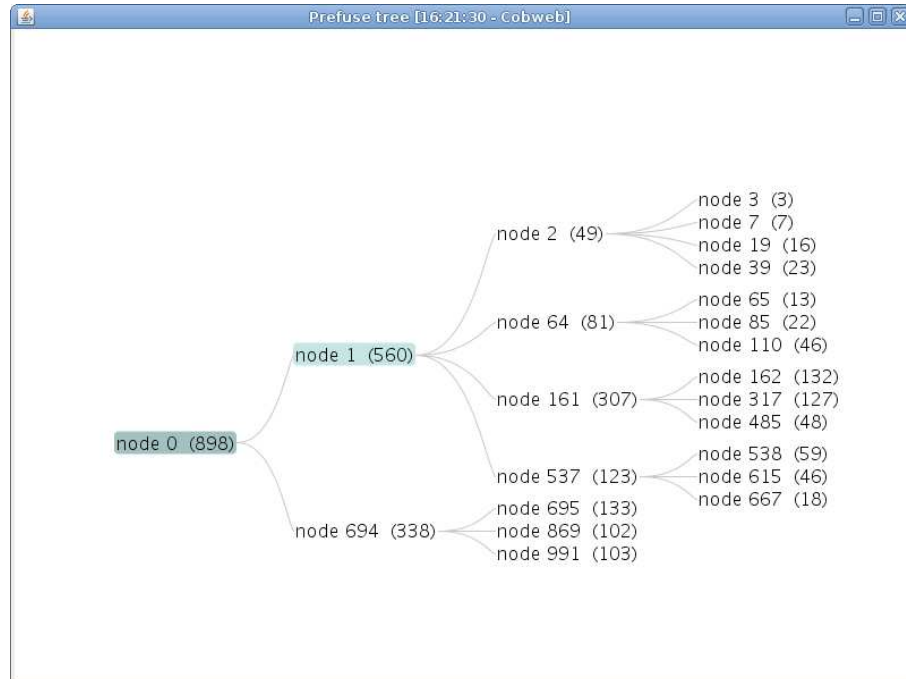 Prefuse tree [16:21:30 - Cobweb]
node 0 (898)
node 1 (560)
node 694 (338)
node 2 (49)
node 64 (81)
node 161 (307)
node 537 (123)
node 695 (133)
node 869 (102)
node 991 (103)
node 3 (3)
node 7 (7)
node 19 (16)
node 39 (23)
node 65 (13)
node 85 (22)
node 110 (46)
node 162 (132)
node 317 (127)
node 485 (48)
node 538 (59)
node 615 (46)
node 667 (18)